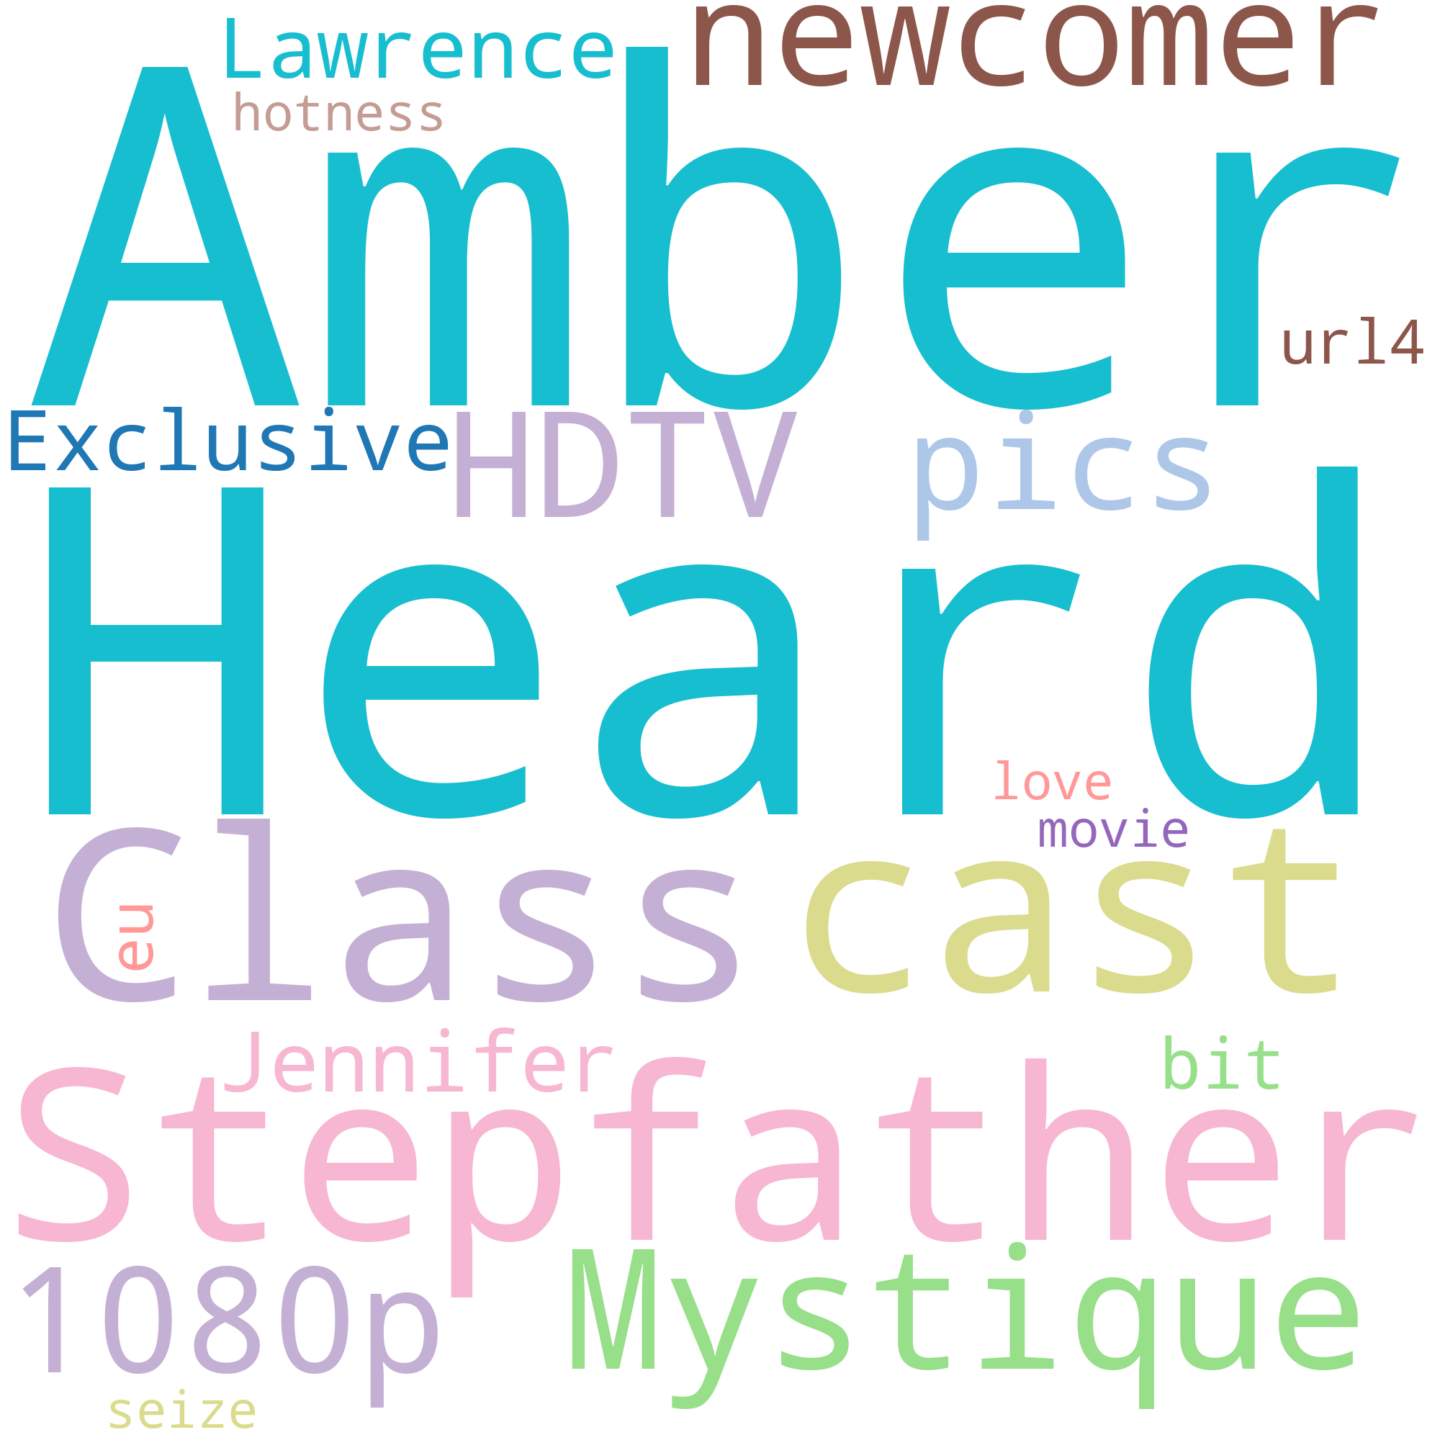 Lawrence newcomer
hotness
Amber
url4
Exclusive HDTV pics
Heard
love
movie
Class cast
eu
Jennifer bit
Stepfather
1080p Mystique
seize